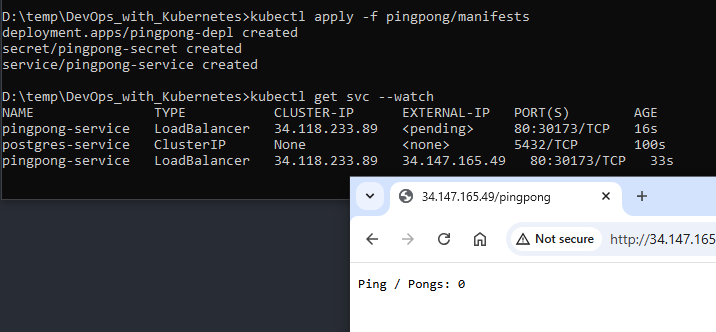 D:\temp\DevOps_with_Kubernetes>kubectl apply -f pingpong/manifests
deployment.apps/pingpong-depl created
secret/pingpong-secret created
service/pingpong-service created
D:\temp\DevOps_with_Kubernetes>kubectl get svc --watch
NAME TYPE CLUSTER-IP EXTERNAL-IP PORT(S) AGE
pingpong-service LoadBalancer 34.118.233.89 <pending> 80:30173/TCP 16s
postgres-service ClusterIP None <none> 5432/TCP 100s
pingpong-service LoadBalancer 34.118.233.89 34.147.165.49 80:30173/TCP 33s
34.147.165.49/pingpong
Not secure http://34.147.165
Ping / Pongs: 0